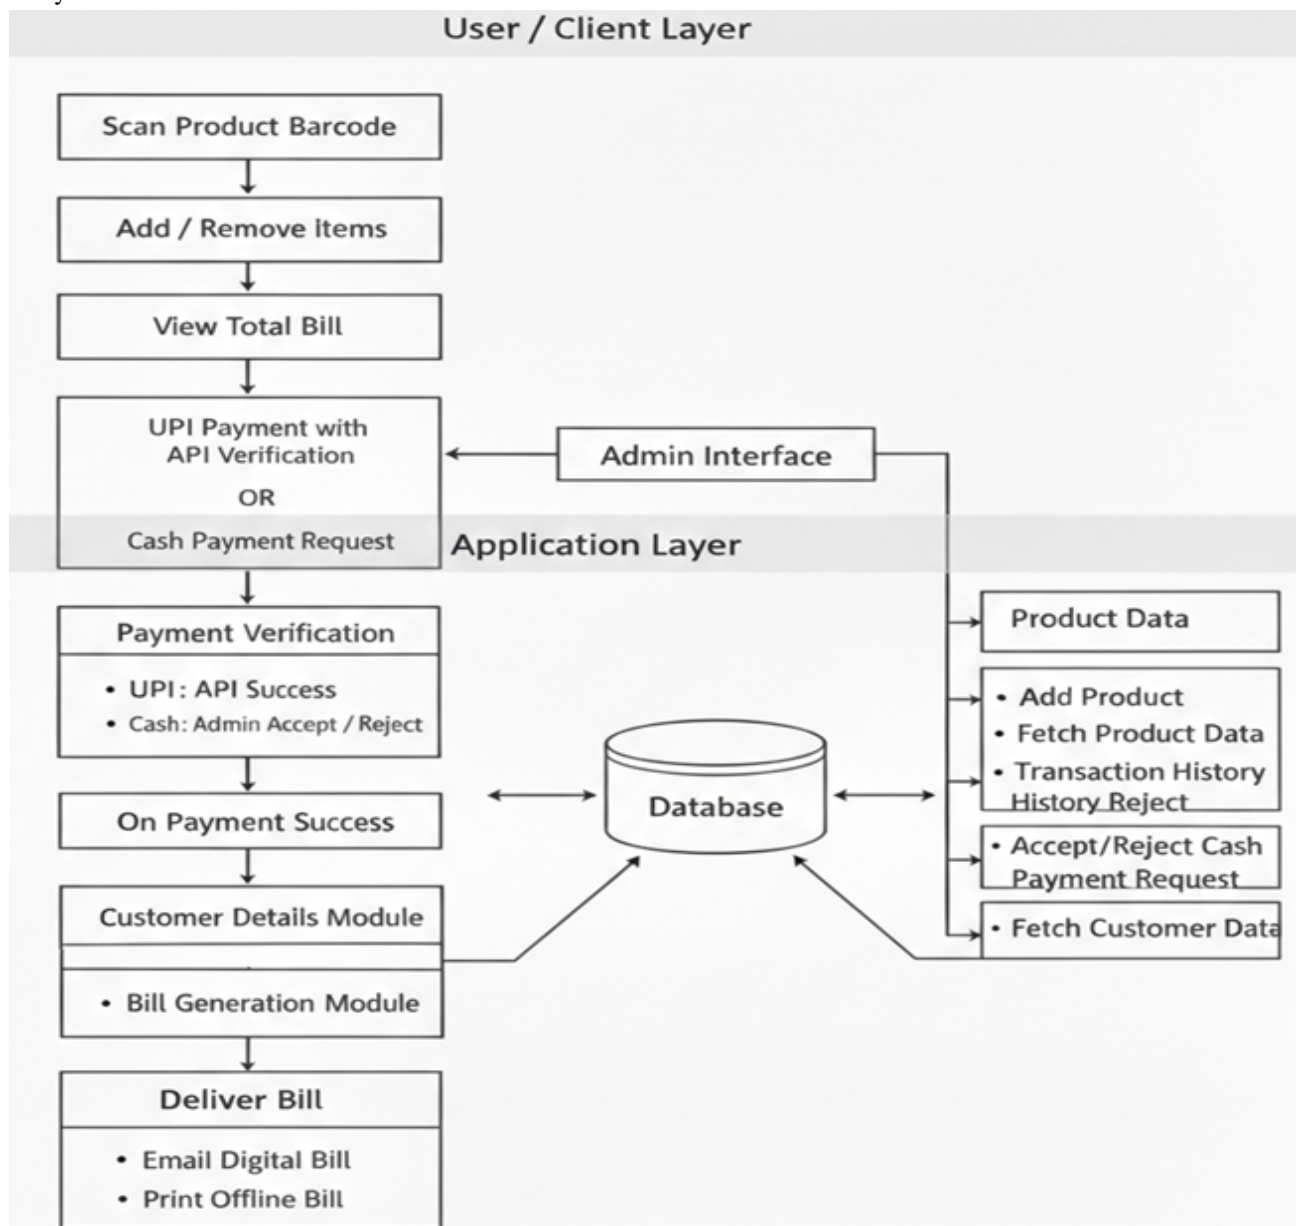 User / Client Layer
Scan Product Barcode
Add / Remove items
View Total Bill
UPI Payment with
API Verification
OR
Cash Payment Request
Admin Interface
Application Layer
Payment Verification
• UPI: API Success
• Cash: Admin Accept / Reject
On Payment Success
Customer Details Module
• Bill Generation Module
Deliver Bill
• Email Digital Bill
• Print Offline Bill
Database
Product Data
• Add Product
• Fetch Product Data
• Transaction History
History Reject
• Accept/Reject Cash
Payment Request
• Fetch Customer Data